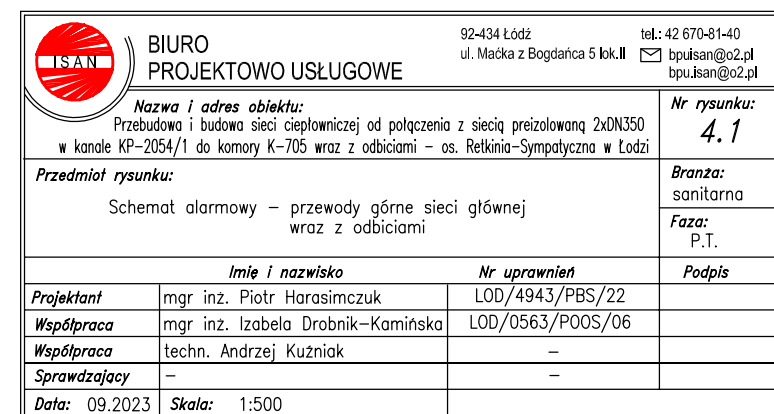 ISAN
BIURO
PROJEKTOWO USŁUGOWE
92-434 Łódź
ul. Maćka z Bogdańca 5 lok.II
tel.: 42 670-81-40
bpuisan@o2.pl
bpu.isan@o2.pl
Nazwa i adres obiektu:
Przebudowa i budowa sieci ciepłowniczej od połączenia z siecią preizolowaną 2xDN350
w kanale KP-2054/1 do komory K-705 wraz z odbiciami - os. Retkinia-Sympatyczna w Łodzi
Nr rysunku:
4.1
Przedmiot rysunku:
Schemat alarmowy - przewody górne sieci głównej
wraz z odbiciami
Branża:
sanitarna
Faza:
P.T.
Imię i nazwisko Nr uprawnień Podpis
Projektant mgr inż. Piotr Harasimczuk LOD/4943/PBS/22
Współpraca mgr inż. Izabela Drobnik-Kamińska LOD/0563/POOS/06
Współpraca techn. Andrzej Kuźniak -
Sprawdzający - -
Data: 09.2023 Skala: 1:500